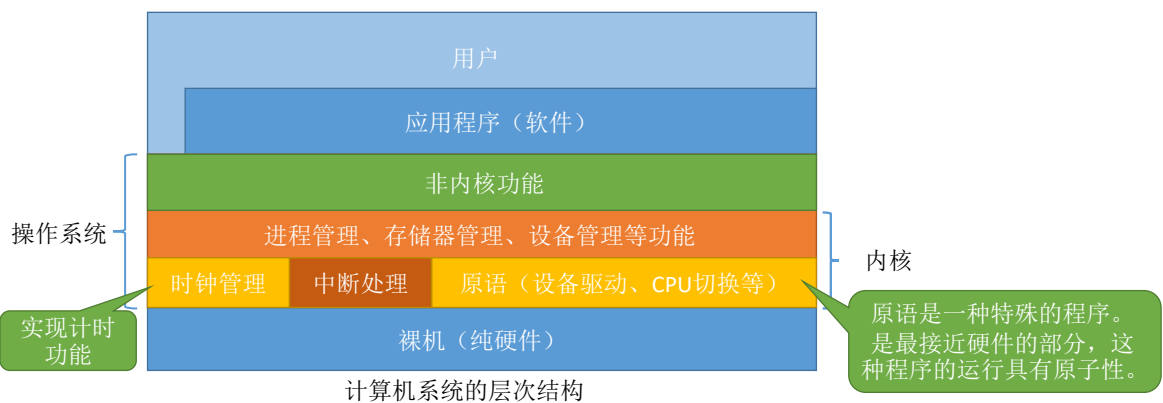 用户
应用程序（软件）
非内核功能
操作系统
进程管理、存储器管理、设备管理等功能
内核
时钟管理
中断处理
原语（设备驱动、CPU切换等）
实现计时
功能
裸机（纯硬件）
原语是一种特殊的程序。
是最接近硬件的部分，这
种程序的运行具有原子性。
计算机系统的层次结构